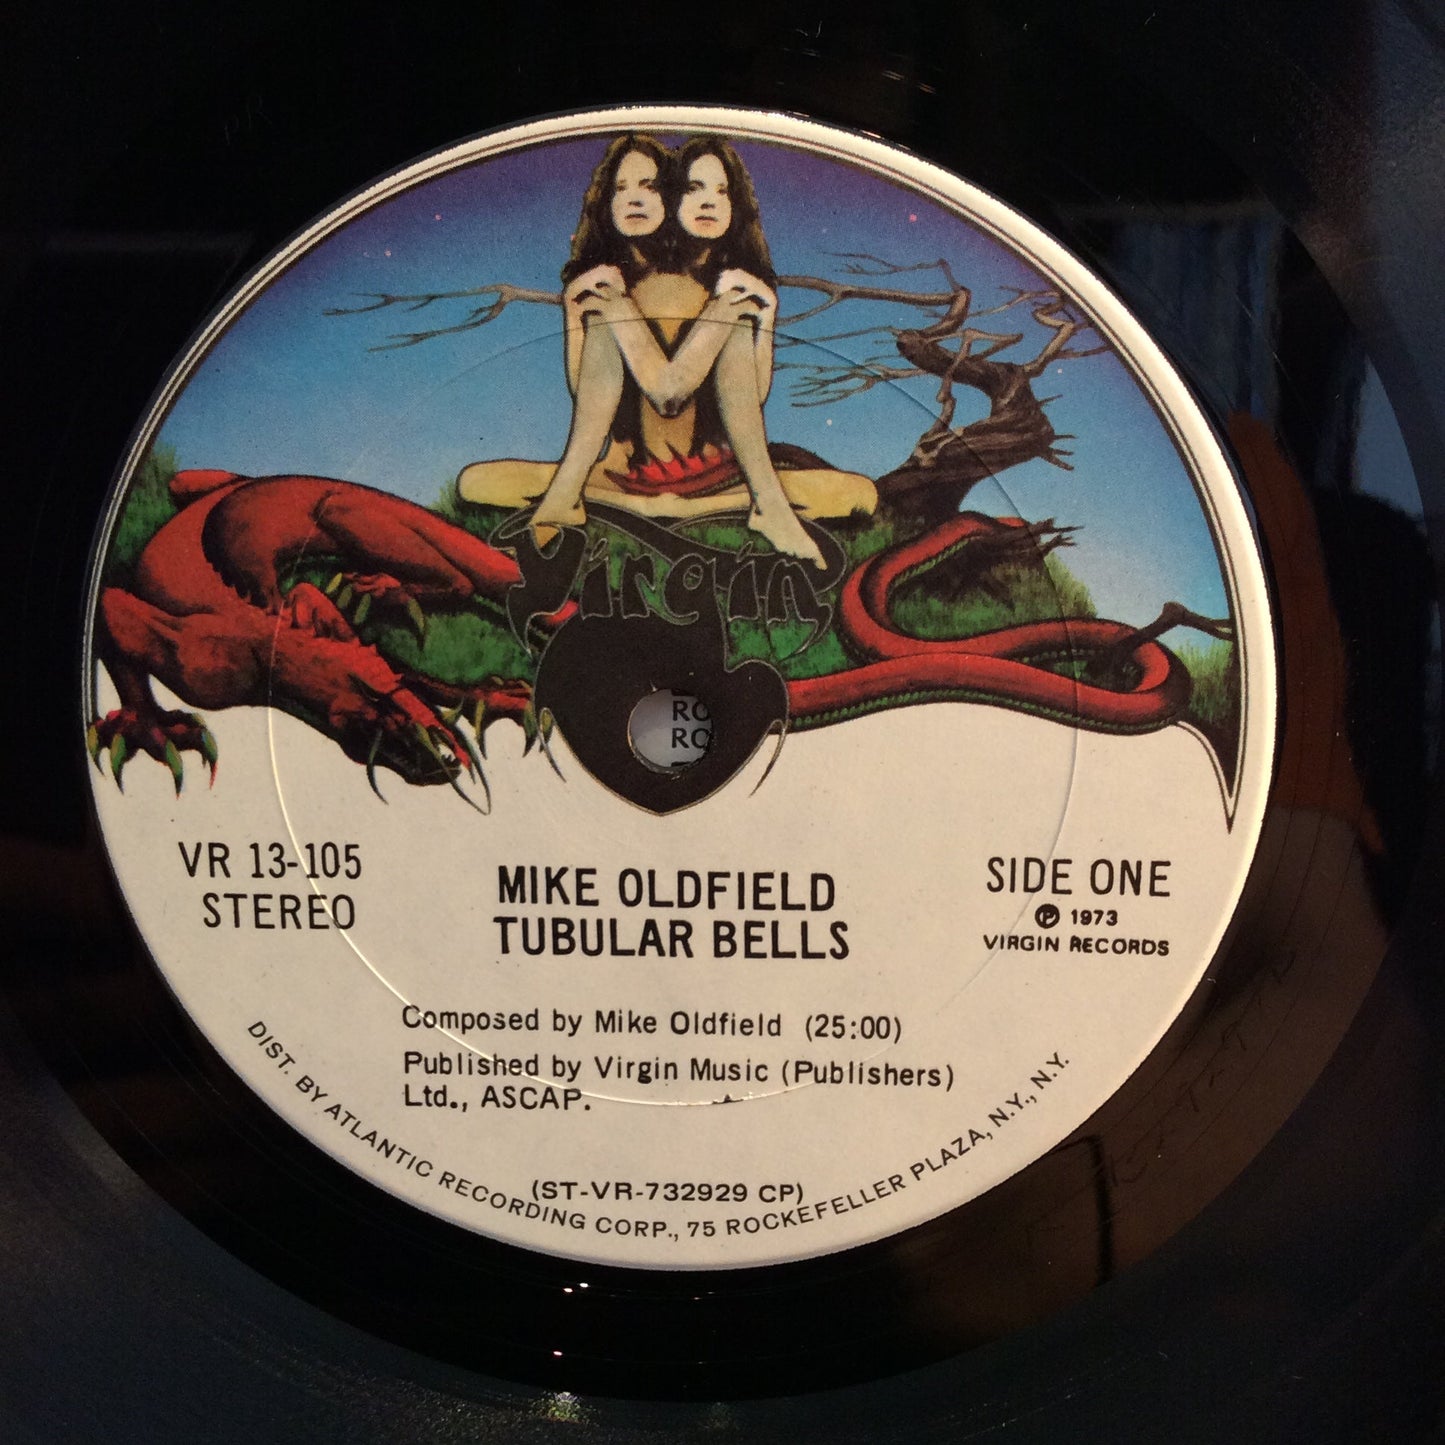 Virgin
RO
RO
VR 13-105
STEREO
MIKE OLDFIELD
TUBULAR BELLS
SIDE ONE
℗ 1973
VIRGIN RECORDS
Composed by Mike Oldfield (25:00)
Published by Virgin Music (Publishers)
Ltd., ASCAP.
(ST-VR-732929 CP)
DIST. BY ATLANTIC RECORDING CORP., 75 ROCKEFELLER PLAZA, N.Y., N.Y.